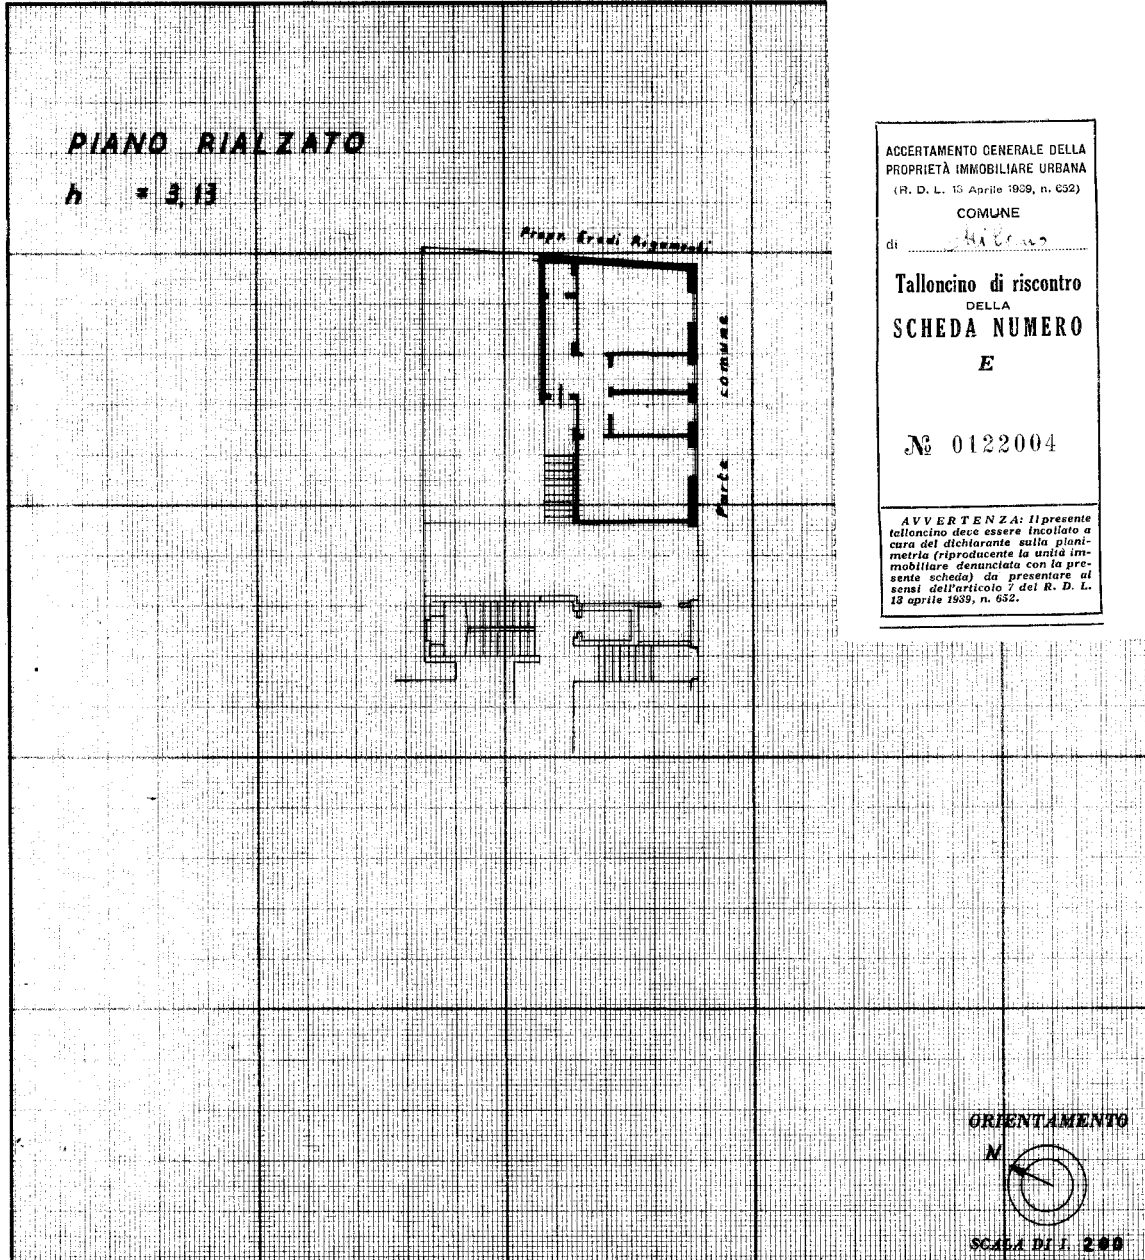 PIANO RIALZATO
h = 3,13
Propr. Eredi Argumenti
Parte comune
ACCERTAMENTO GENERALE DELLA
PROPRIETÀ IMMOBILIARE URBANA
(R. D. L. 13 Aprile 1939, n. 652)
COMUNE
di Milano
Talloncino di riscontro
DELLA
SCHEDA NUMERO
E
№ 0122004
AVVERTENZA: Il presente
talloncino deve essere incollato a
cura del dichiarante sulla plani-
metria (riproducente la unità im-
mobiliare denunciata con la pre-
sente scheda) da presentare ai
sensi dell'articolo 7 del R. D. L.
13 aprile 1939, n. 652.
ORIENTAMENTO
N
SCALA DI 1: 200